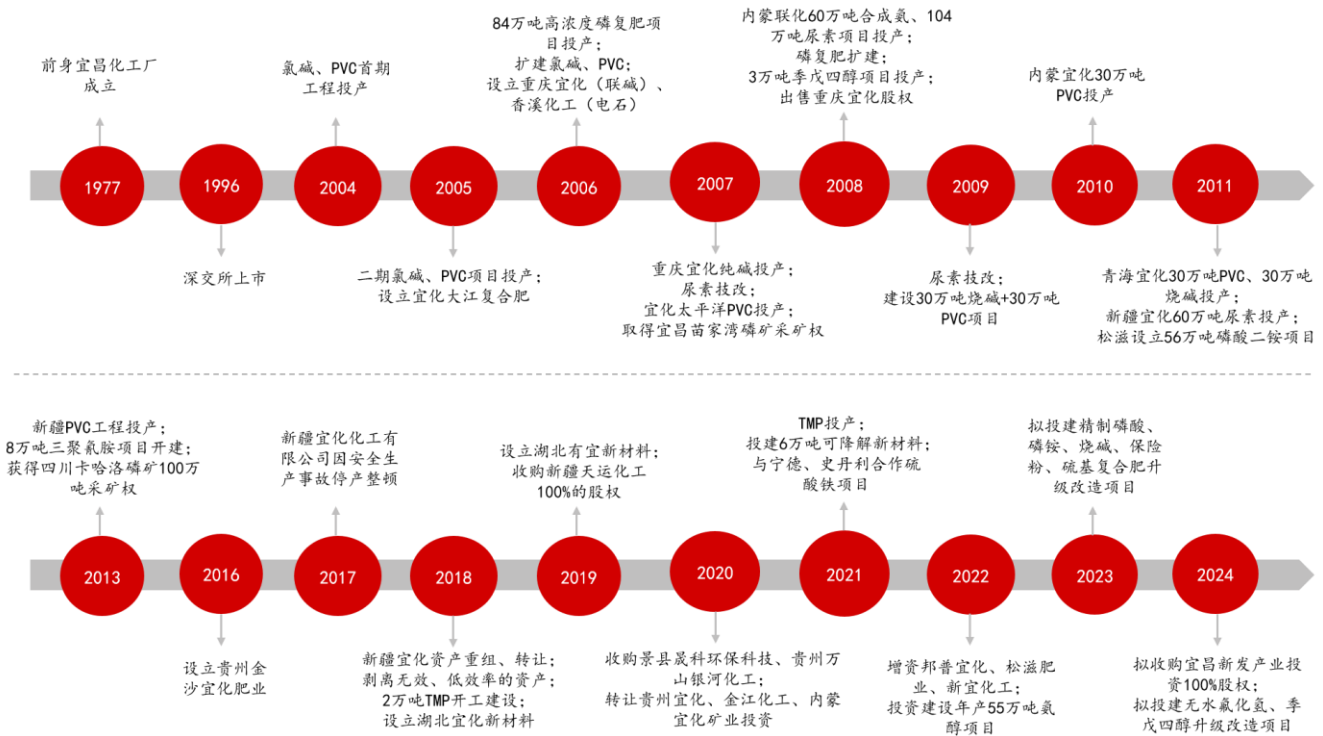 前身宜昌化工厂
成立
氯碱、PVC首期
工程投产
84万吨高浓度磷复肥项
目投产；
扩建氯碱、PVC；
设立重庆宜化（联碱）、
香溪化工（电石）
内蒙联化60万吨合成氨、104
万吨尿素项目投产；
磷复肥扩建；
3万吨季戊四醇项目投产；
出售重庆宜化股权
内蒙宜化30万吨
PVC投产
1977
1996
2004
2005
2006
2007
2008
2009
2010
2011
深交所上市
二期氯碱、PVC项目投产；
设立宜化大江复合肥
重庆宜化纯碱投产；
尿素技改；
宜化太平洋PVC投产；
取得宜昌苗家湾磷矿采矿权
尿素技改；
建设30万吨烧碱+30万吨
PVC项目
青海宜化30万吨PVC、30万吨
烧碱投产；
新疆宜化60万吨尿素投产；
松滋设立56万吨磷酸二铵项目
新疆PVC工程投产；
8万吨三聚氰胺项目开建；
获得四川卡哈洛磷矿100万
吨采矿权
新疆宜化化工有
限公司因安全生
产事故停产整顿
设立湖北有宜新材料；
收购新疆天运化工
100%的股权
TMP投产；
投建6万吨可降解新材料；
与宁德、史丹利合作硫
酸铁项目
拟投建精制磷酸、
磷铵、烧碱、保险
粉、硫基复合肥升
级改造项目
2013
2016
2017
2018
2019
2020
2021
2022
2023
2024
设立贵州金
沙宜化肥业
新疆宜化资产重组、转让；
剥离无效、低效率的资产；
2万吨TMP开工建设；
设立湖北宜化新材料
收购景县晟科环保科技、贵州万
山银河化工；
转让贵州宜化、金江化工、内蒙
宜化矿业投资
增资邦普宜化、松滋肥
业、新宜化工；
投资建设年产55万吨氨
醇项目
拟收购宜昌新发产业投
资100%股权；
拟投建无水氟化氢、季
戊四醇升级改造项目